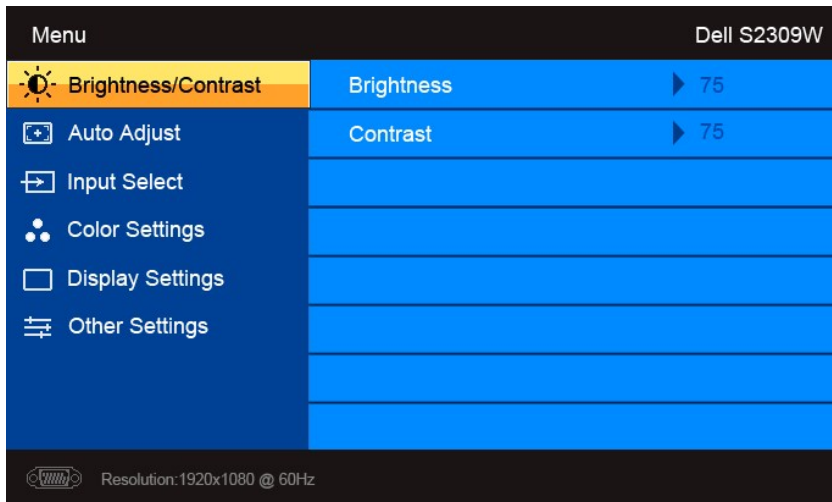 Menu Dell S2309W
Brightness/Contrast Brightness 75
Auto Adjust Contrast 75
Input Select
Color Settings
Display Settings
Other Settings
Resolution:1920x1080 @ 60Hz